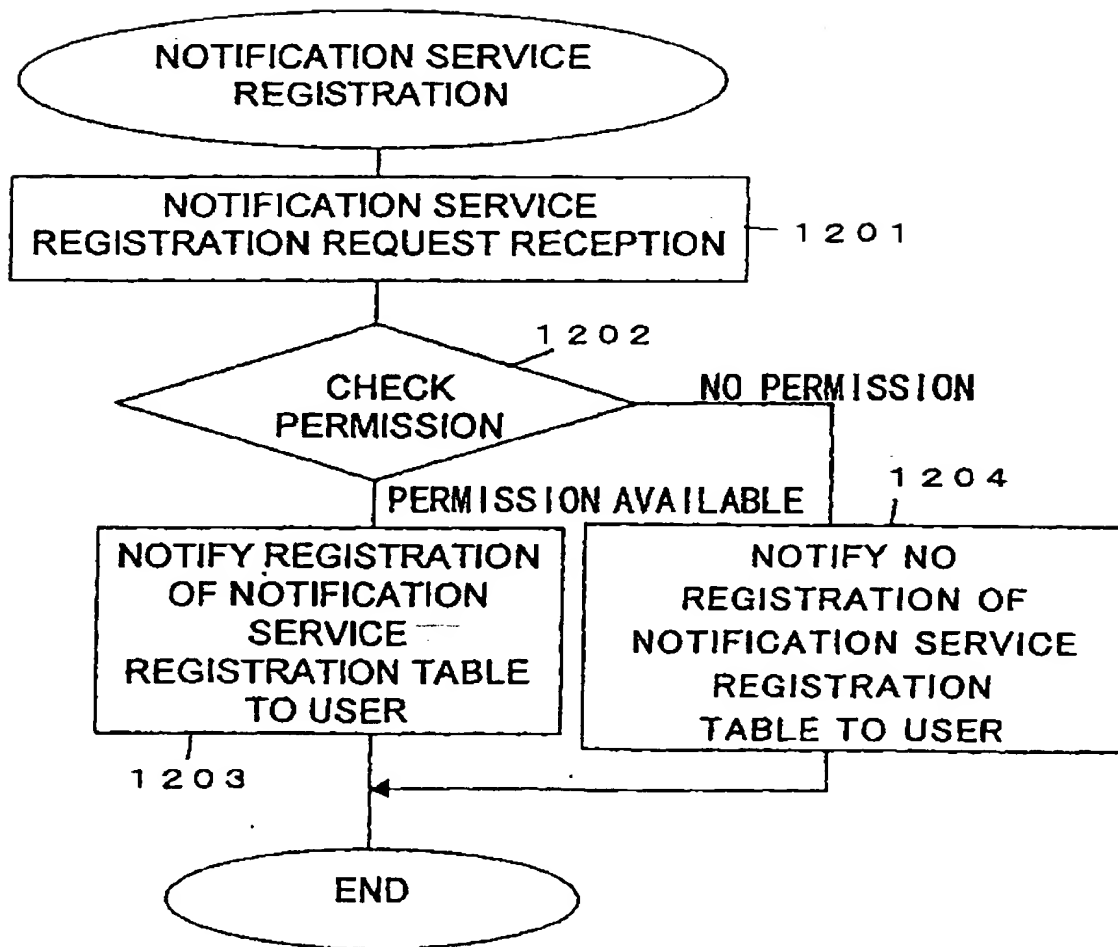 NOTIFICATION SERVICE
REGISTRATION
NOTIFICATION SERVICE
REGISTRATION REQUEST RECEPTION
1201
1202
CHECK
PERMISSION
NO PERMISSION
PERMISSION AVAILABLE
1204
NOTIFY REGISTRATION
OF NOTIFICATION
SERVICE
REGISTRATION TABLE
TO USER
1203
NOTIFY NO
REGISTRATION OF
NOTIFICATION SERVICE
REGISTRATION
TABLE TO USER
END